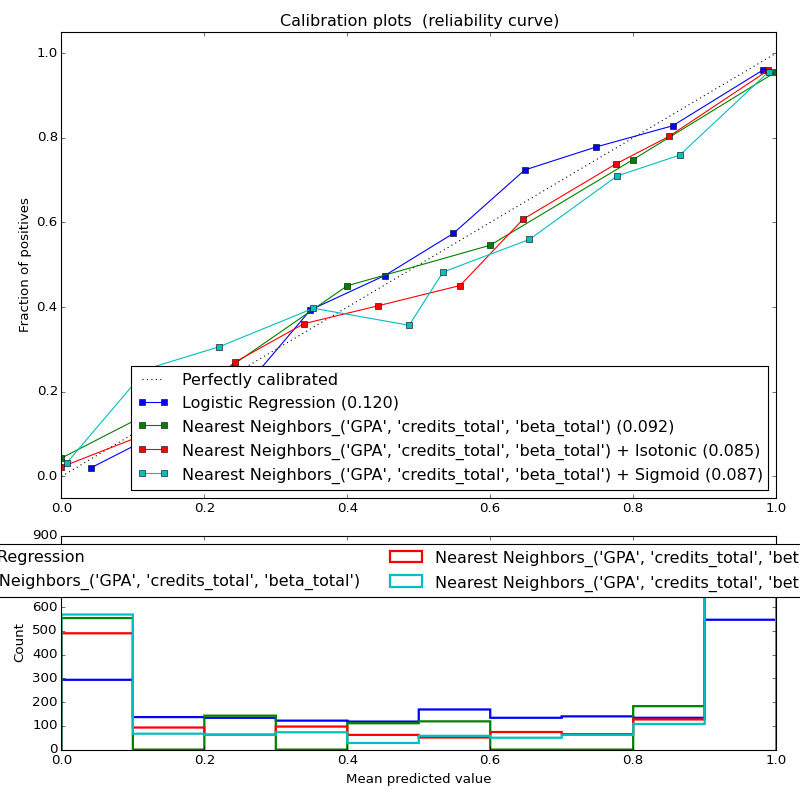 Calibration plots (reliability curve)
1.0
0.8
0.6
0.4
0.2
0.0
Fraction of positives
Perfectly calibrated
Logistic Regression (0.120)
Nearest Neighbors_('GPA', 'credits_total', 'beta_total') (0.092)
Nearest Neighbors_('GPA', 'credits_total', 'beta_total') + Isotonic (0.085)
Nearest Neighbors_('GPA', 'credits_total', 'beta_total') + Sigmoid (0.087)
0.0 0.2 0.4 0.6 0.8 1.0
900
Regression
Neighbors_('GPA', 'credits_total', 'beta_total')
Nearest Neighbors_('GPA', 'credits_total', 'bet
Nearest Neighbors_('GPA', 'credits_total', 'bet
600
500
400
300
200
100
0
Count
0.0 0.2 0.4 0.6 0.8 1.0
Mean predicted value